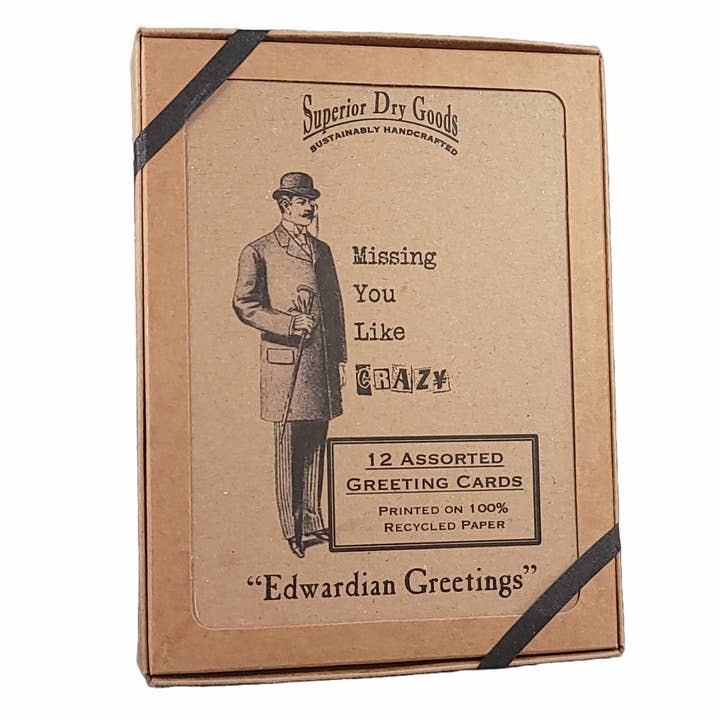 Superior Dry Goods
SUSTAINABLY HANDCRAFTED
Missing
You
Like
CRAZY
12 ASSORTED
GREETING CARDS
PRINTED ON 100%
RECYCLED PAPER
“Edwardian Greetings”